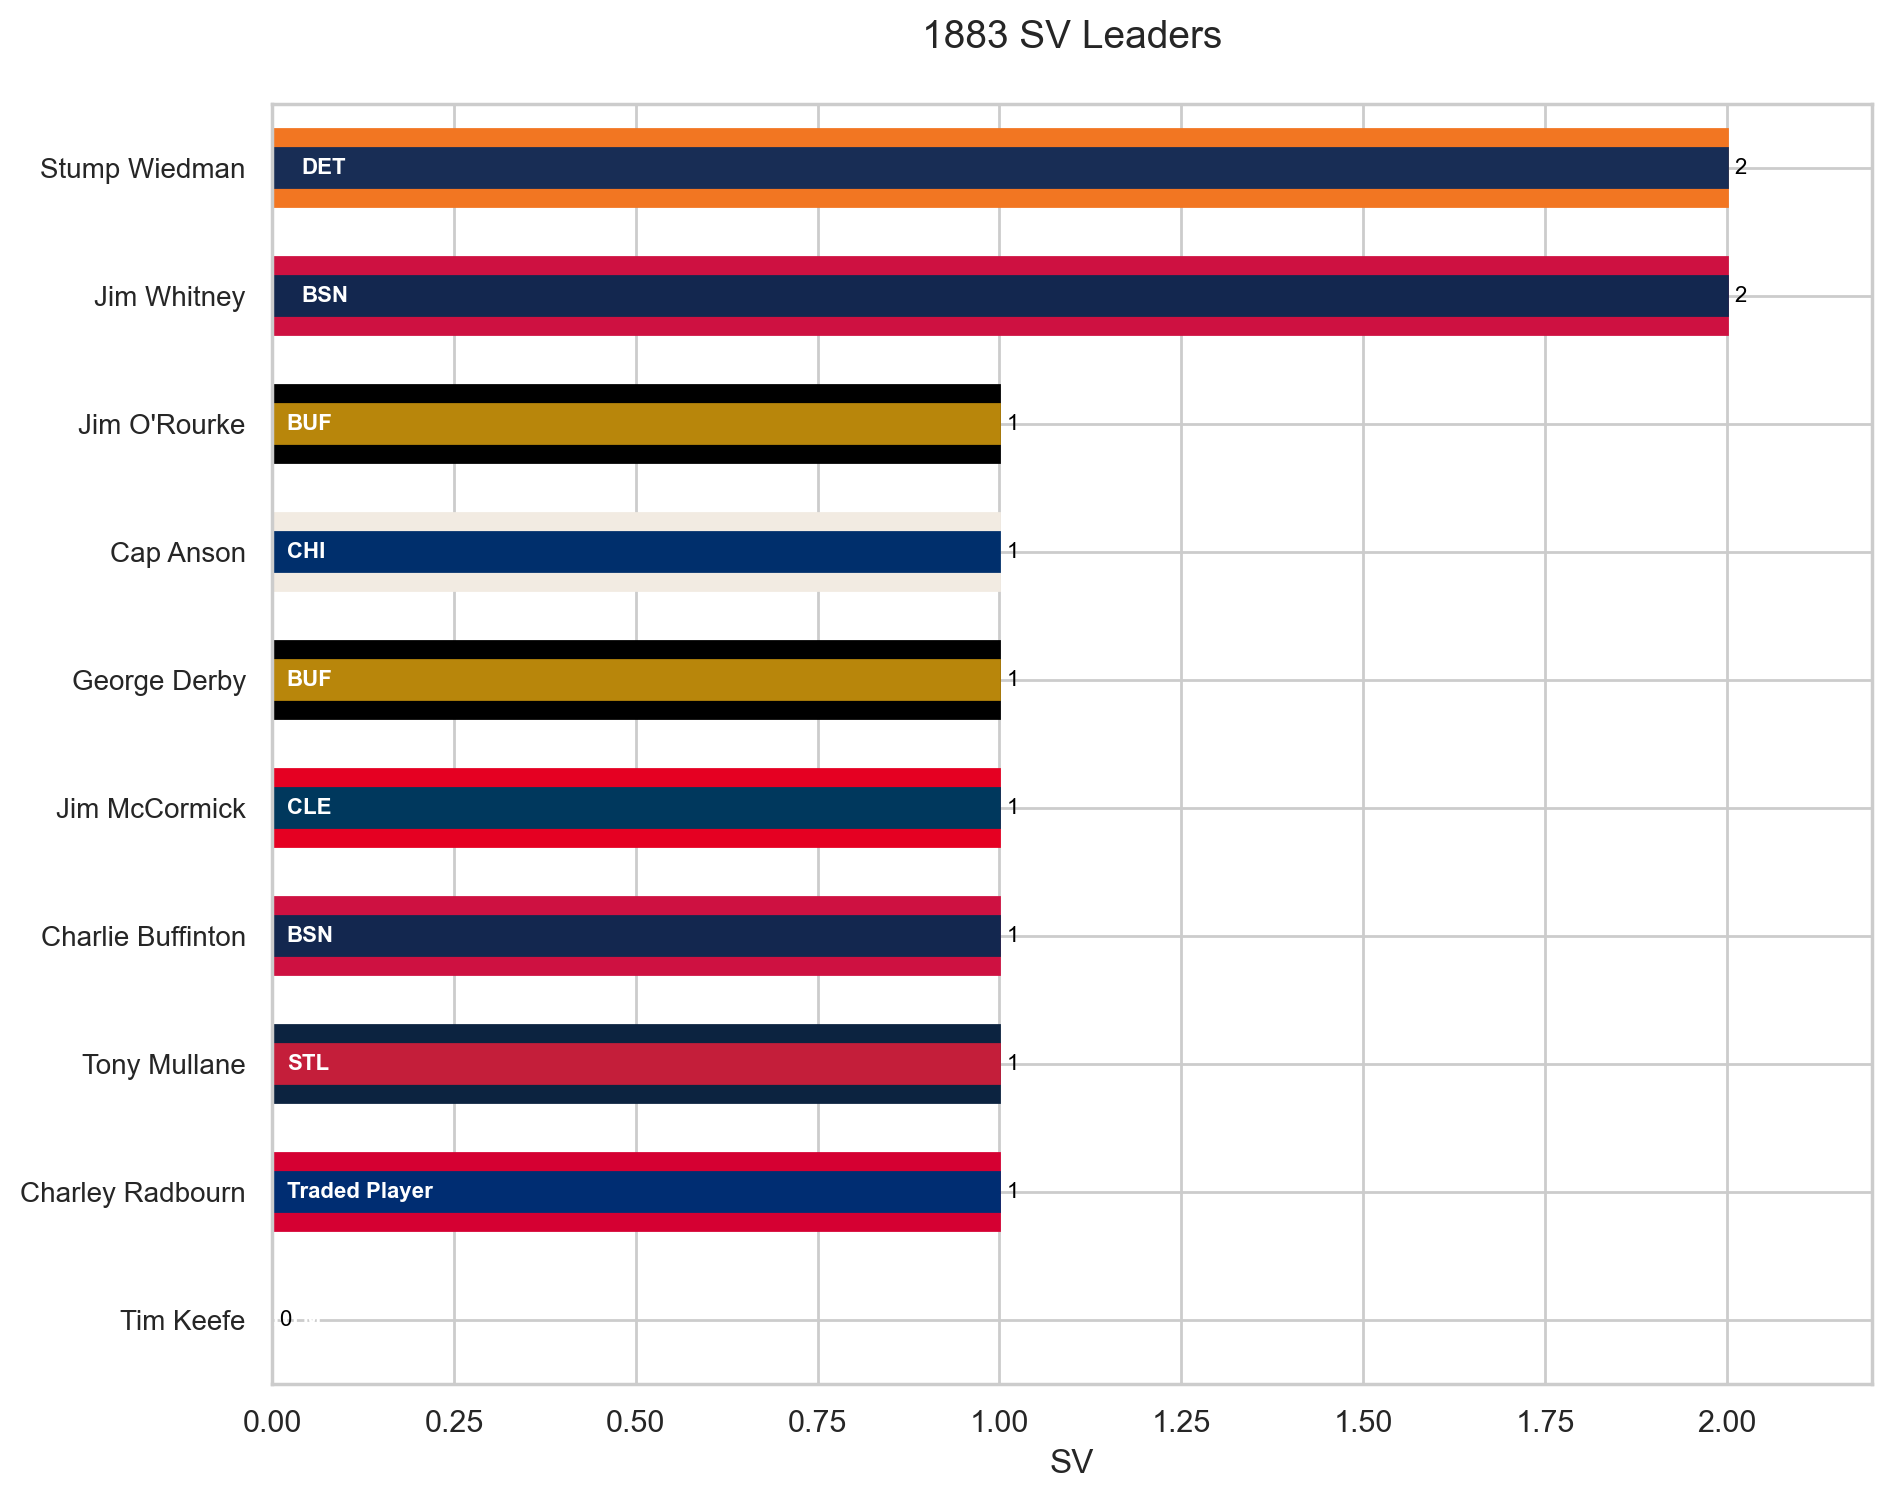 1883 SV Leaders
Stump Wiedman DET 2
Jim Whitney BSN 2
Jim O'Rourke BUF 1
Cap Anson CHI 1
George Derby BUF 1
Jim McCormick CLE 1
Charlie Buffinton BSN 1
Tony Mullane STL 1
Charley Radbourn Traded Player 1
Tim Keefe 0
0.00 0.25 0.50 0.75 1.00 1.25 1.50 1.75 2.00
SV